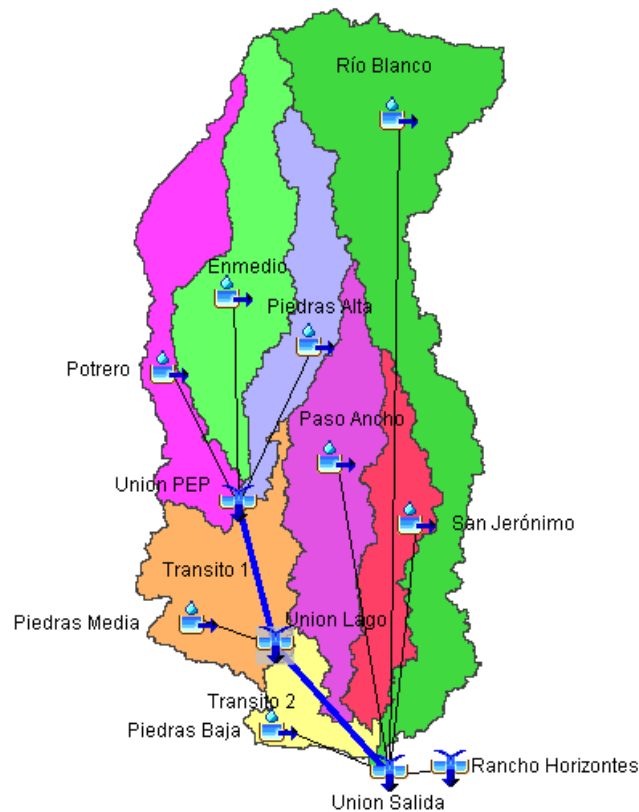 Río Blanco
Enmedio
Piedras Alta
Potrero
Paso Ancho
Union PEP
San Jerónimo
Transito 1
Piedras Media
Union Lago
Transito 2
Piedras Baja
Rancho Horizontes
Union Salida